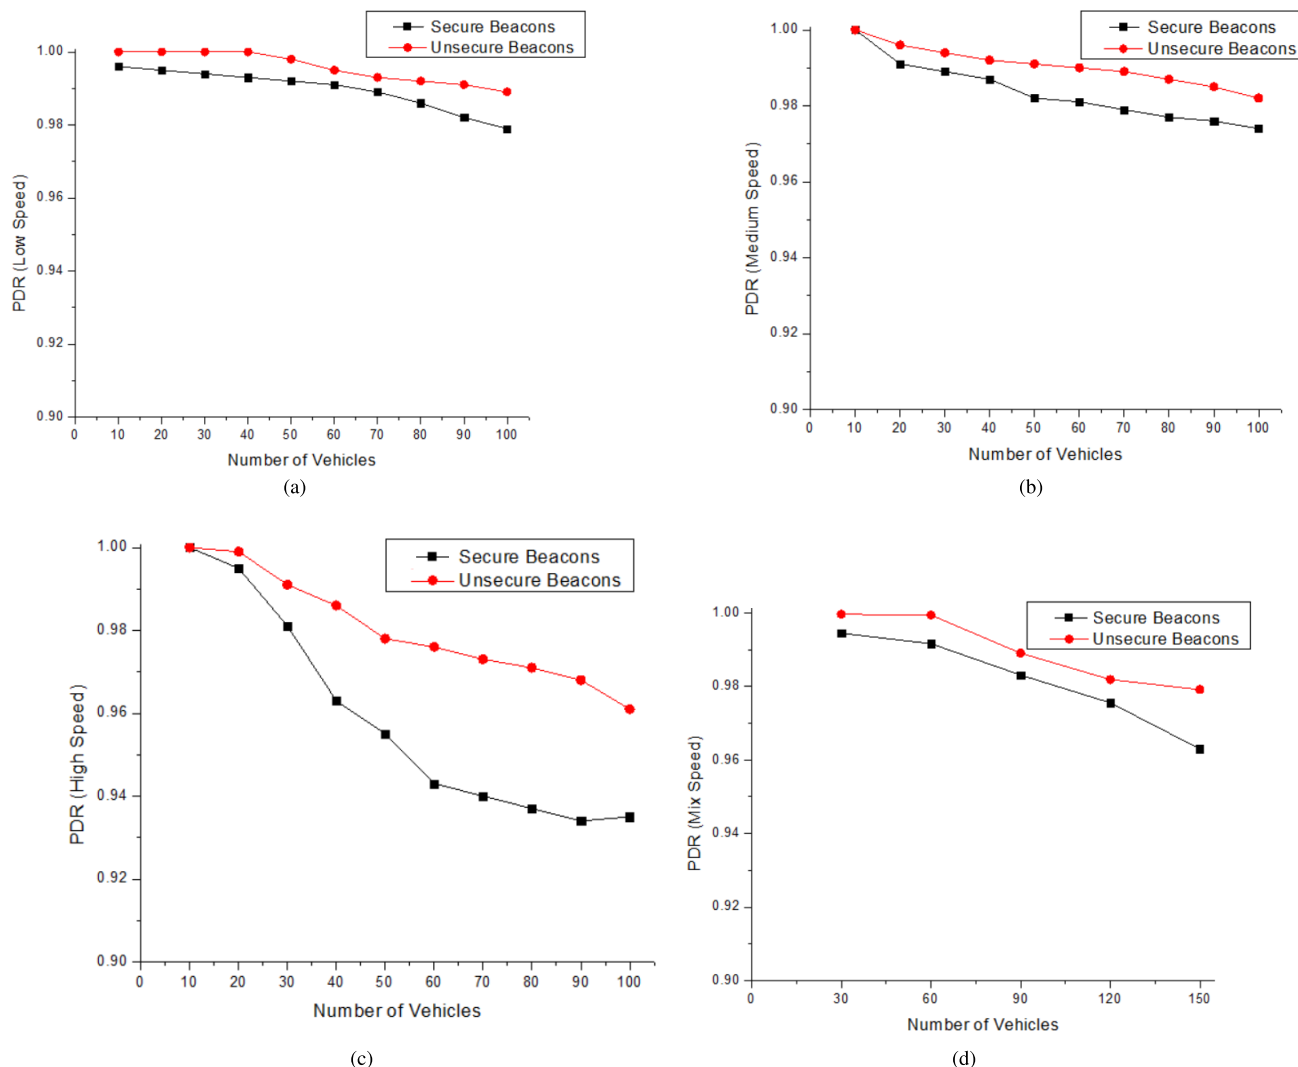 Secure Beacons
Unsecure Beacons
1.00
0.98
0.96
0.94
0.92
0.90
PDR (Low Speed)
0 10 20 30 40 50 60 70 80 90 100
Number of Vehicles
(a)
Secure Beacons
Unsecure Beacons
1.00
0.98
0.96
0.94
0.92
0.90
PDR (Medium Speed)
0 10 20 30 40 50 60 70 80 90 100
Number of Vehicles
(b)
Secure Beacons
Unsecure Beacons
1.00
0.98
0.96
0.94
0.92
0.90
PDR (High Speed)
0 10 20 30 40 50 60 70 80 90 100
Number of Vehicles
(c)
Secure Beacons
Unsecure Beacons
1.00
0.98
0.96
0.94
0.92
0.90
PDR (Mix Speed)
0 30 60 90 120 150
Number of Vehicles
(d)